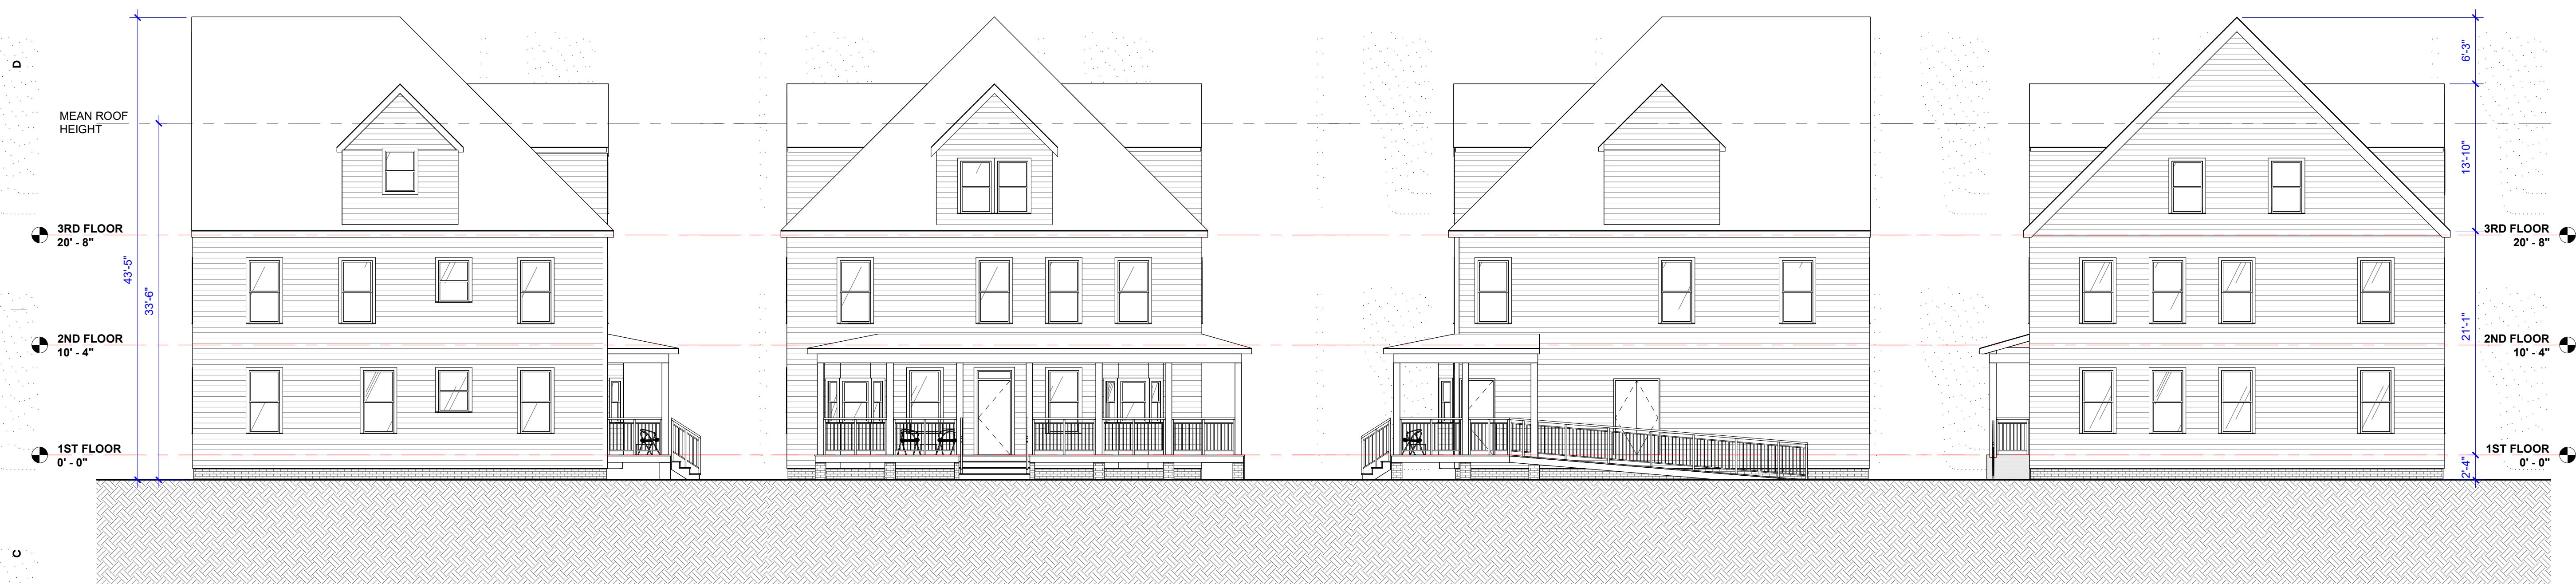 D
6'-3"
MEAN ROOF
HEIGHT
13'-10"
3RD FLOOR
20' - 8"
3RD FLOOR
20' - 8"
43'-5"
33'-6"
21'-1"
2ND FLOOR
10' - 4"
2ND FLOOR
10' - 4"
1ST FLOOR
0' - 0"
1ST FLOOR
0' - 0"
2'-4"
C